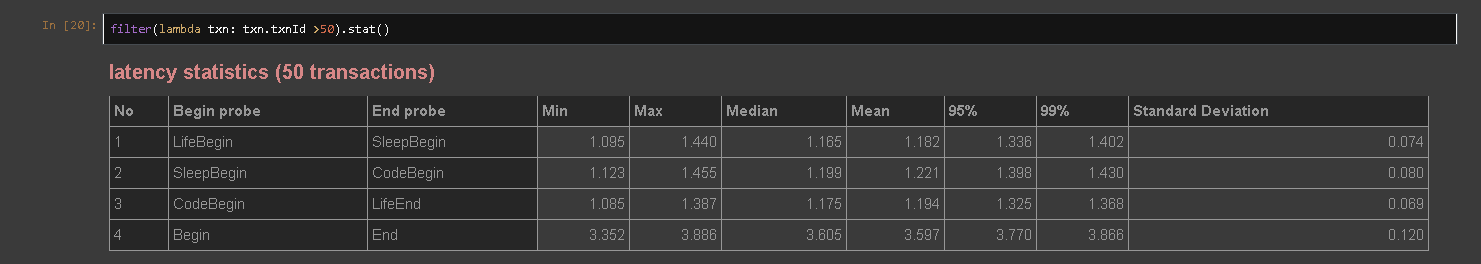 In [20]: filter(lambda txn: txn.txnId >50).stat()
latency statistics (50 transactions)
No Begin probe End probe Min Max Median Mean 95% 99% Standard Deviation
1 LifeBegin SleepBegin 1.095 1.440 1.165 1.182 1.336 1.402 0.074
2 SleepBegin CodeBegin 1.123 1.455 1.199 1.221 1.398 1.430 0.080
3 CodeBegin LifeEnd 1.085 1.387 1.175 1.194 1.325 1.368 0.069
4 Begin End 3.352 3.886 3.605 3.597 3.770 3.866 0.120